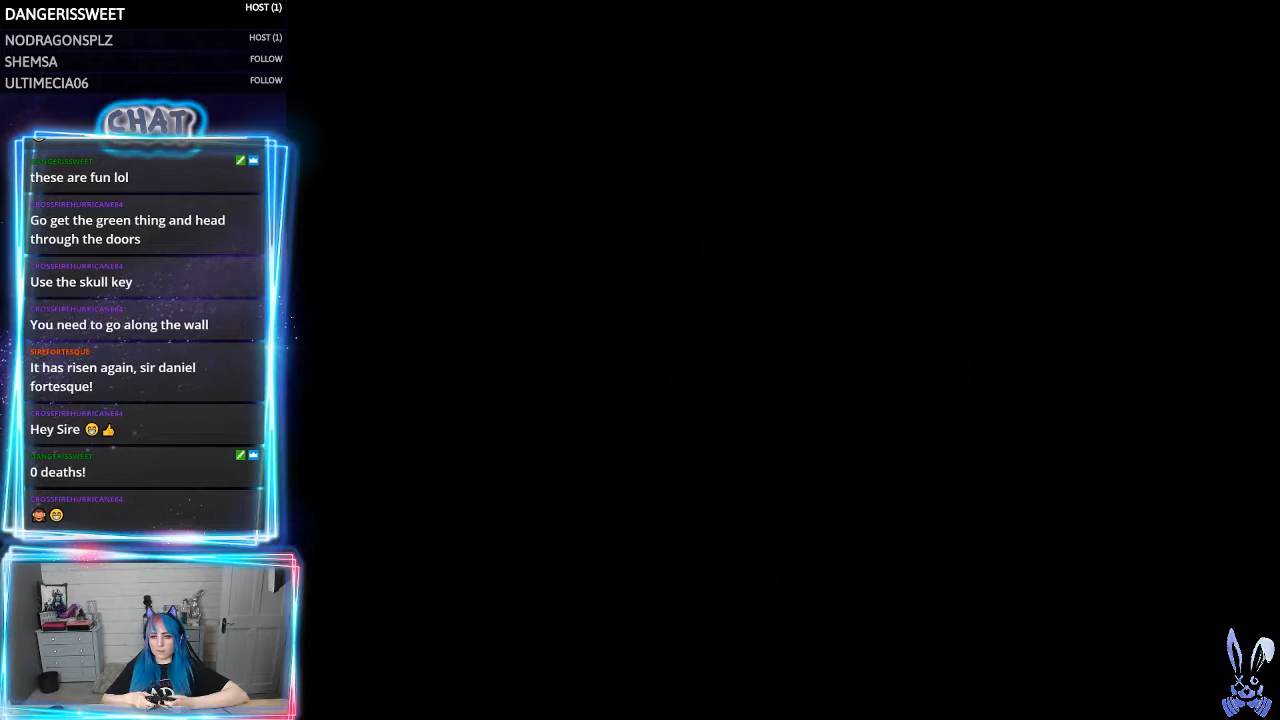 DANGERISSWEET HOST (1)
NODRAGONSPLZ HOST (1)
SHEMSA FOLLOW
ULTIMECIA06 FOLLOW
CHAT
DANGERISSWEET
these are fun lol
CROSSFIREHURRICANE84
Go get the green thing and head
through the doors
CROSSFIREHURRICANE84
Use the skull key
CROSSFIREHURRICANE84
You need to go along the wall
SIREFORTESQUE
It has risen again, sir daniel
fortesque!
CROSSFIREHURRICANE84
Hey Sire 😁 👍
DANGERISSWEET
0 deaths!
CROSSFIREHURRICANE84
🙈 😁